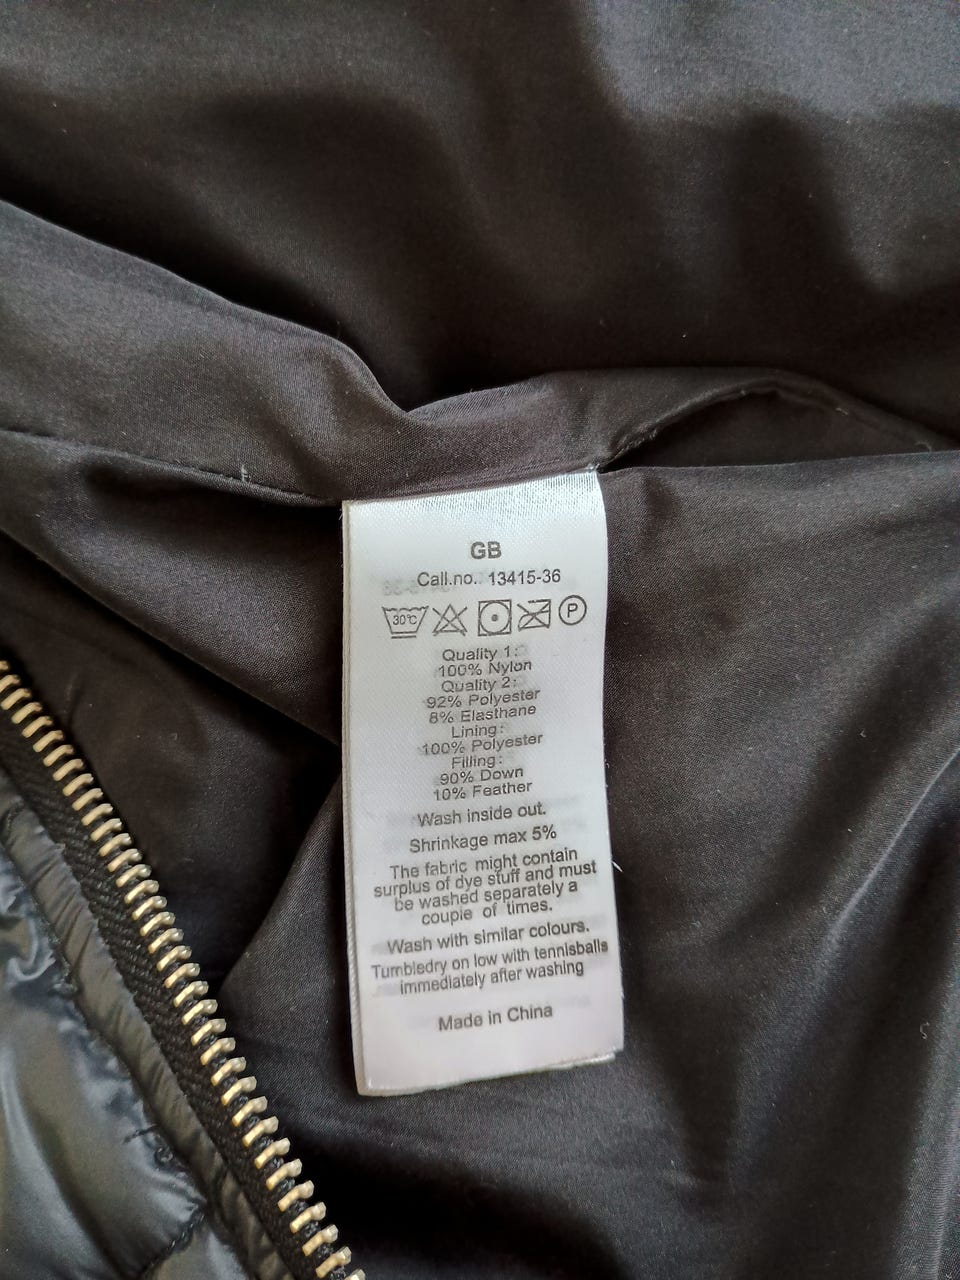 GB
Call.no.. 13415-36
30°C P
Quality 1:
100% Nylon
Quality 2:
92% Polyester
8% Elasthane
Lining:
100% Polyester
Filling:
90% Down
10% Feather
Wash inside out.
Shrinkage max 5%
The fabric might contain
surplus of dye stuff and must
be washed separately a
couple of times.
Wash with similar colours.
Tumbledry on low with tennisballs
immediately after washing
Made in China